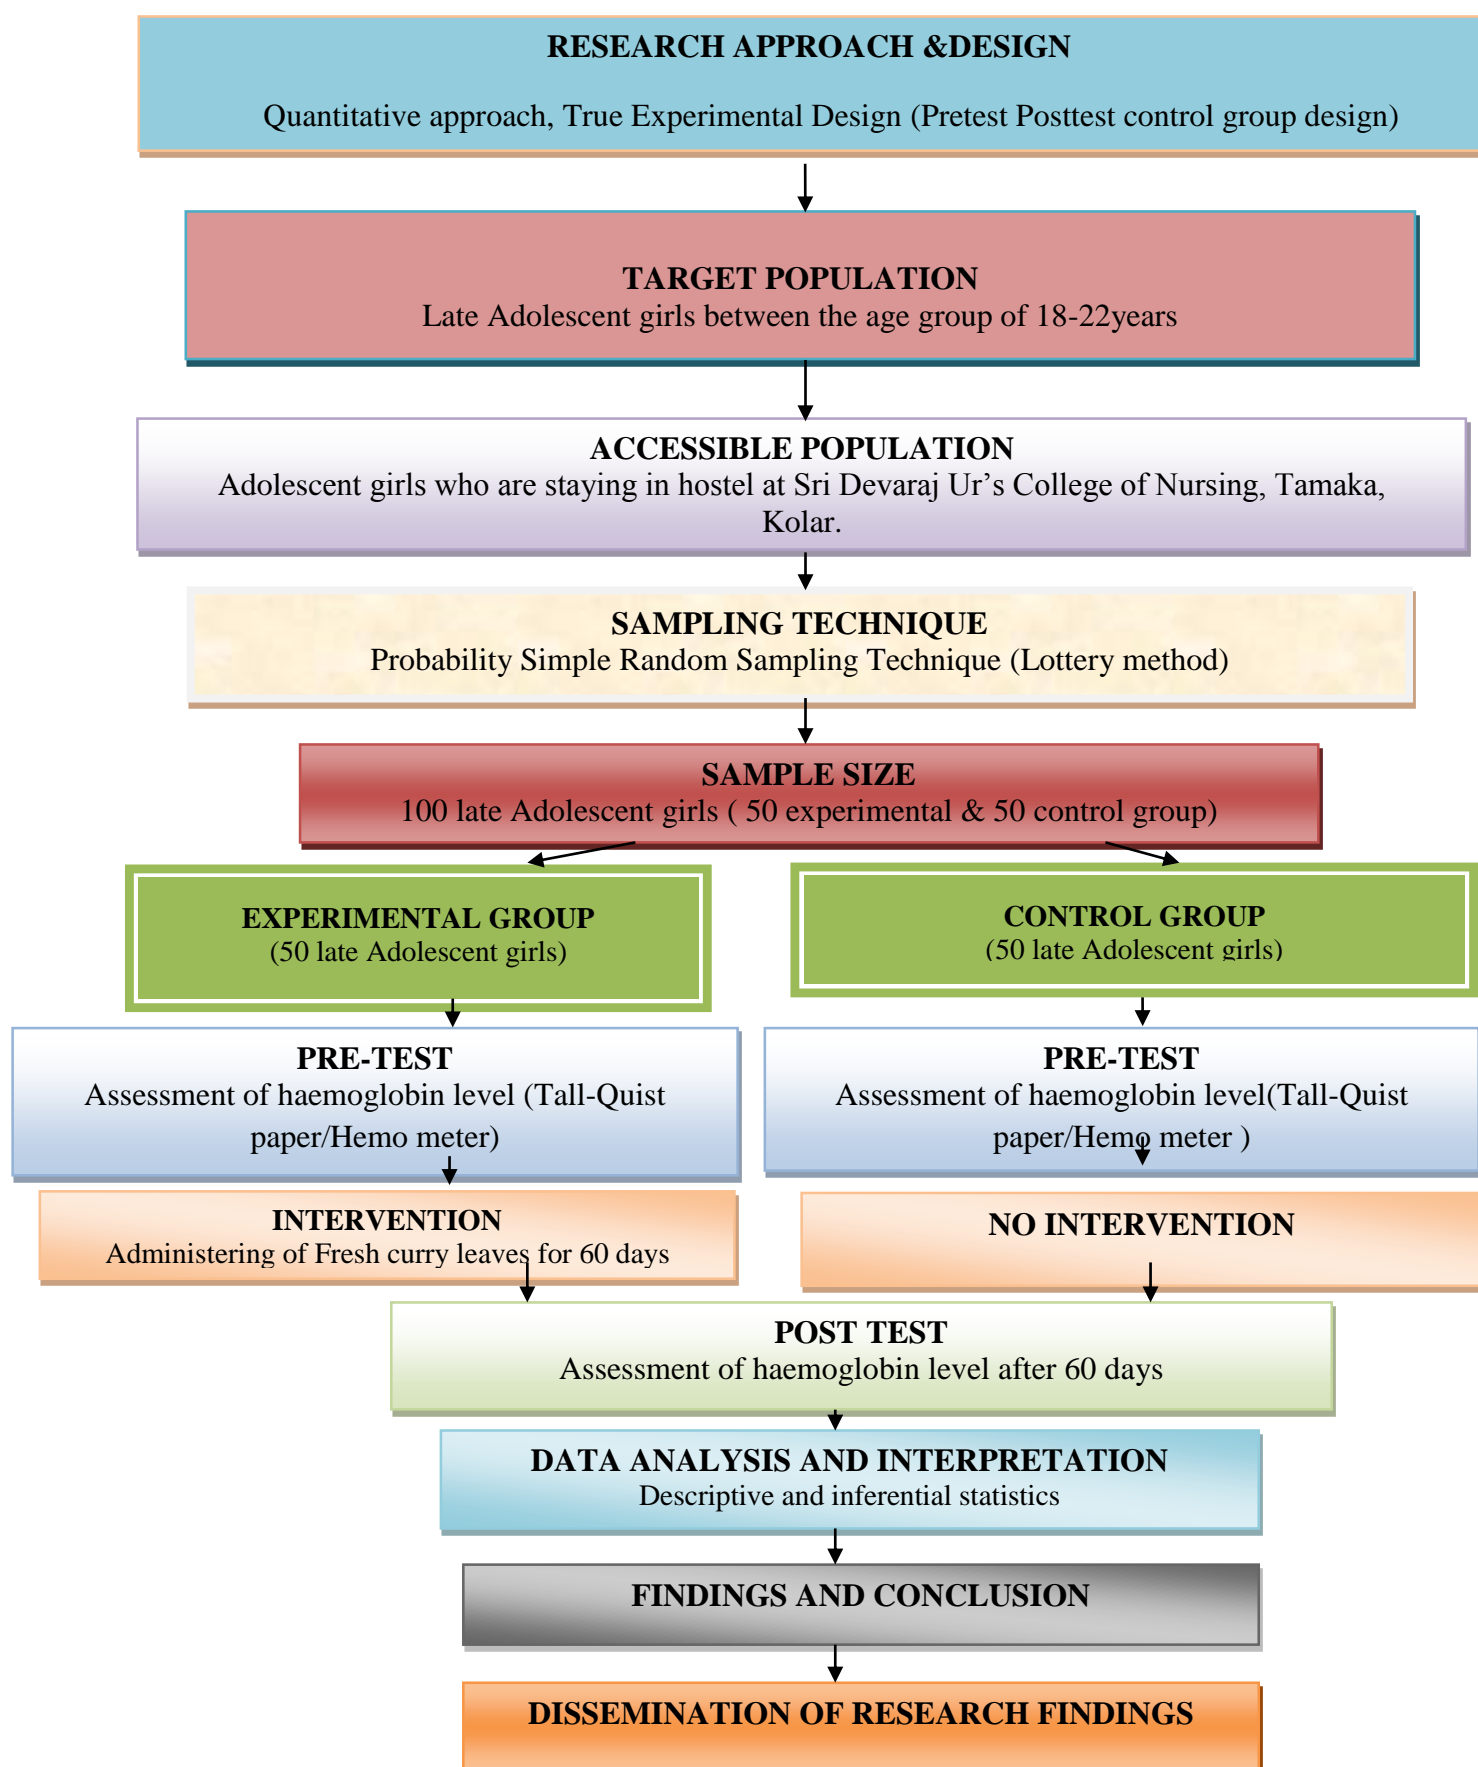 RESEARCH APPROACH &DESIGN
Quantitative approach, True Experimental Design (Pretest Posttest control group design)
TARGET POPULATION
Late Adolescent girls between the age group of 18-22years
ACCESSIBLE POPULATION
Adolescent girls who are staying in hostel at Sri Devaraj Ur’s College of Nursing, Tamaka,
Kolar.
SAMPLING TECHNIQUE
Probability Simple Random Sampling Technique (Lottery method)
SAMPLE SIZE
100 late Adolescent girls ( 50 experimental & 50 control group)
EXPERIMENTAL GROUP
(50 late Adolescent girls)
CONTROL GROUP
(50 late Adolescent girls)
PRE-TEST
Assessment of haemoglobin level (Tall-Quist
paper/Hemo meter)
PRE-TEST
Assessment of haemoglobin level(Tall-Quist
paper/Hemo meter )
INTERVENTION
Administering of Fresh curry leaves for 60 days
NO INTERVENTION
POST TEST
Assessment of haemoglobin level after 60 days
DATA ANALYSIS AND INTERPRETATION
Descriptive and inferential statistics
FINDINGS AND CONCLUSION
DISSEMINATION OF RESEARCH FINDINGS